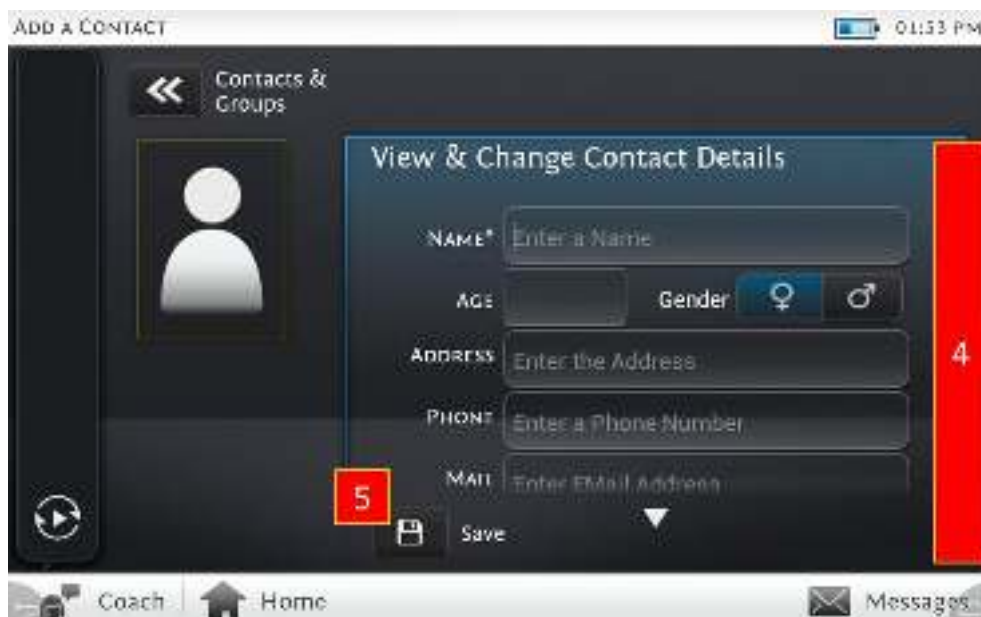 ADD A CONTACT
01:53 PM
Contacts &
Groups
View & Change Contact Details
NAME* Enter a Name
AGE Gender
ADDRESS Enter the Address
PHONE Enter a Phone Number
MAIL Enter EMail Address
4
5
Save
Coach Home Messages